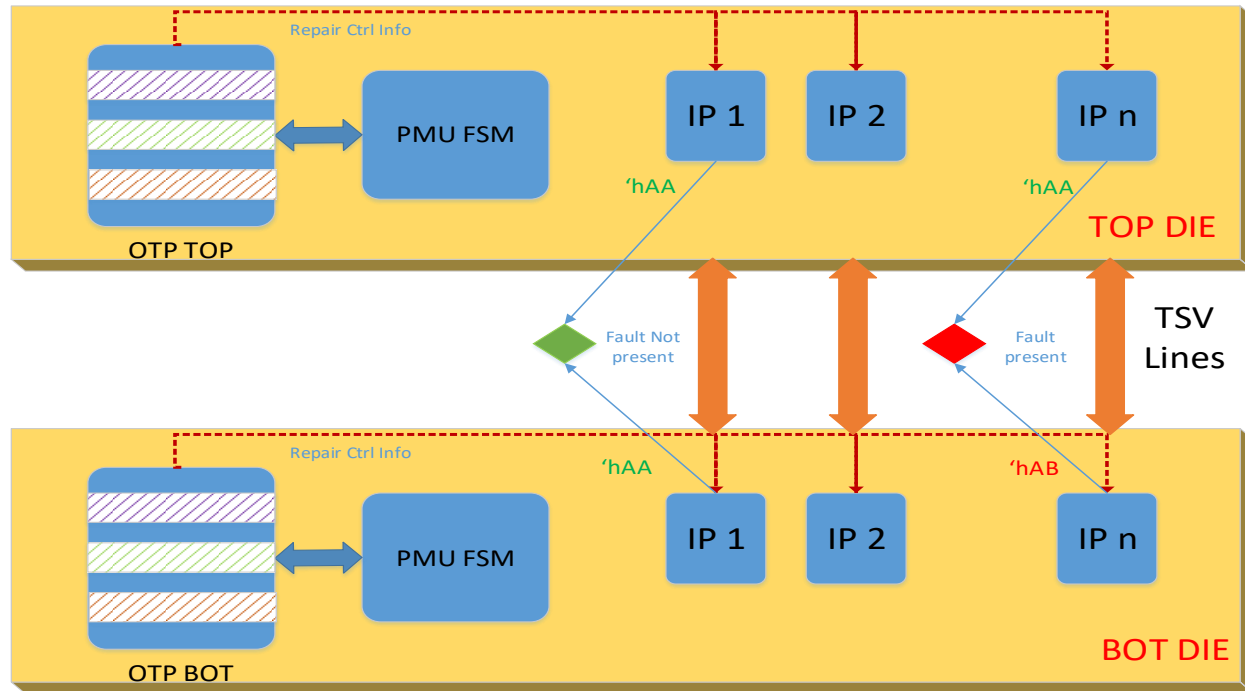 Repair Ctrl Info
PMU FSM
IP 1
IP 2
IP n
‘hAA
‘hAA
TOP DIE
OTP TOP
Fault Not
present
Fault
present
TSV
Lines
Repair Ctrl Info
‘hAA
‘hAB
PMU FSM
IP 1
IP 2
IP n
BOT DIE
OTP BOT